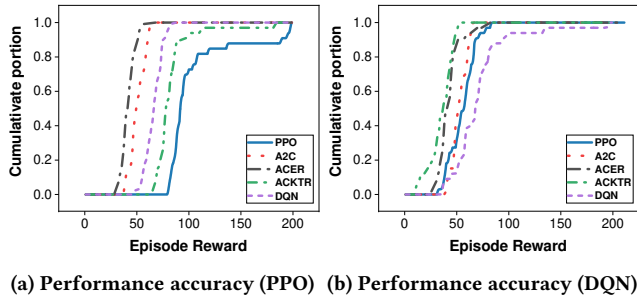 Cumulative portion
1.0
0.8
0.6
0.4
0.2
0.0
PPO
A2C
ACER
ACKTR
DQN
0
50
100
150
200
Episode Reward
Cumulative portion
1.0
0.8
0.6
0.4
0.2
0.0
PPO
A2C
ACER
ACKTR
DQN
0
50
100
150
200
Episode Reward
(a) Performance accuracy (PPO) (b) Performance accuracy (DQN)